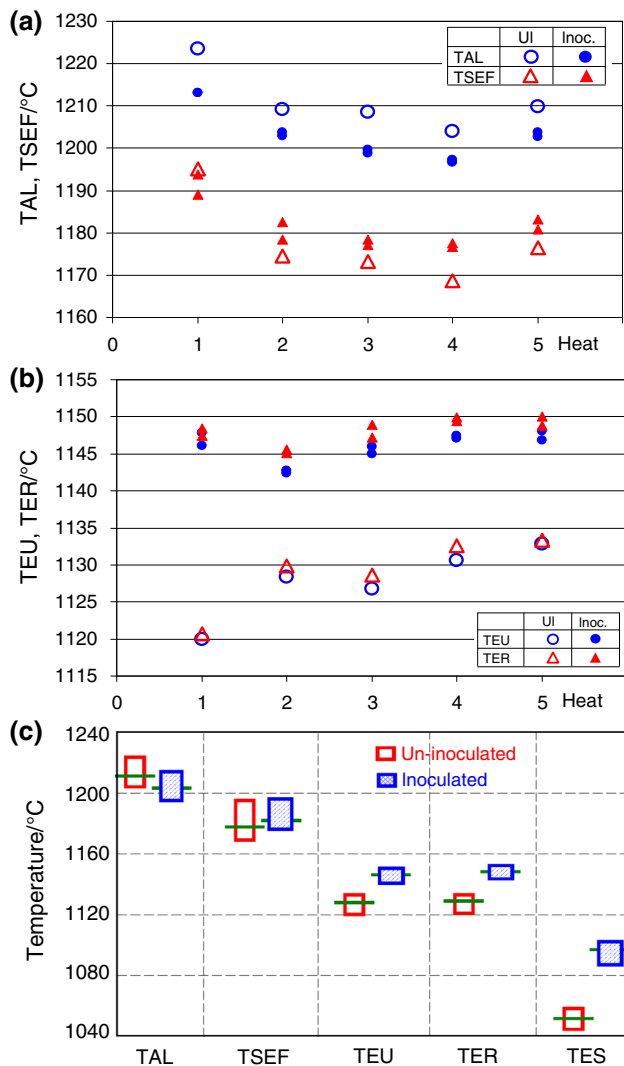 (a)
UI Inoc.
TAL
TSEF
TAL, TSEF/°C
1230
1220
1210
1200
1190
1180
1170
1160
0 1 2 3 4 5 Heat
(b)
TEU, TER/°C
1155
1150
1145
1140
1135
1130
1125
1120
1115
UI Inoc.
TEU
TER
0 1 2 3 4 5 Heat
(c)
Temperature/°C
1240
1200
1160
1120
1080
1040
Un-inoculated
Inoculated
TAL TSEF TEU TER TES